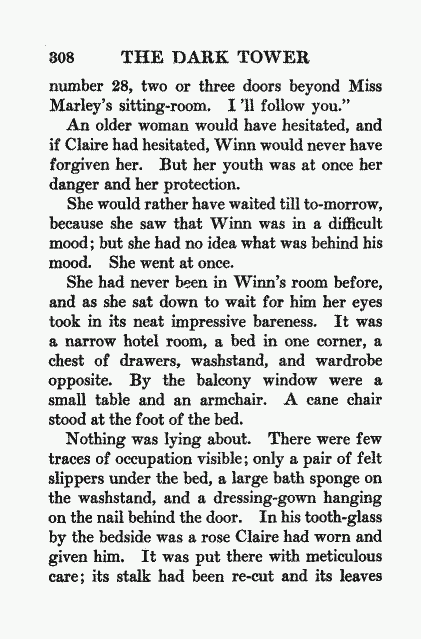 308 THE DARK TOWER
number 28, two or three doors beyond Miss
Marley's sitting-room. I 'll follow you."
An older woman would have hesitated, and
if Claire had hesitated, Winn would never have
forgiven her. But her youth was at once her
danger and her protection.
She would rather have waited till to-morrow,
because she saw that Winn was in a difficult
mood; but she had no idea what was behind his
mood. She went at once.
She had never been in Winn's room before,
and as she sat down to wait for him her eyes
took in its neat impressive bareness. It was
a narrow hotel room, a bed in one corner, a
chest of drawers, washstand, and wardrobe
opposite. By the balcony window were a
small table and an armchair. A cane chair
stood at the foot of the bed.
Nothing was lying about. There were few
traces of occupation visible; only a pair of felt
slippers under the bed, a large bath sponge on
the washstand, and a dressing-gown hanging
on the nail behind the door. In his tooth-glass
by the bedside was a rose Claire had worn and
given him. It was put there with meticulous
care; its stalk had been re-cut and its leaves